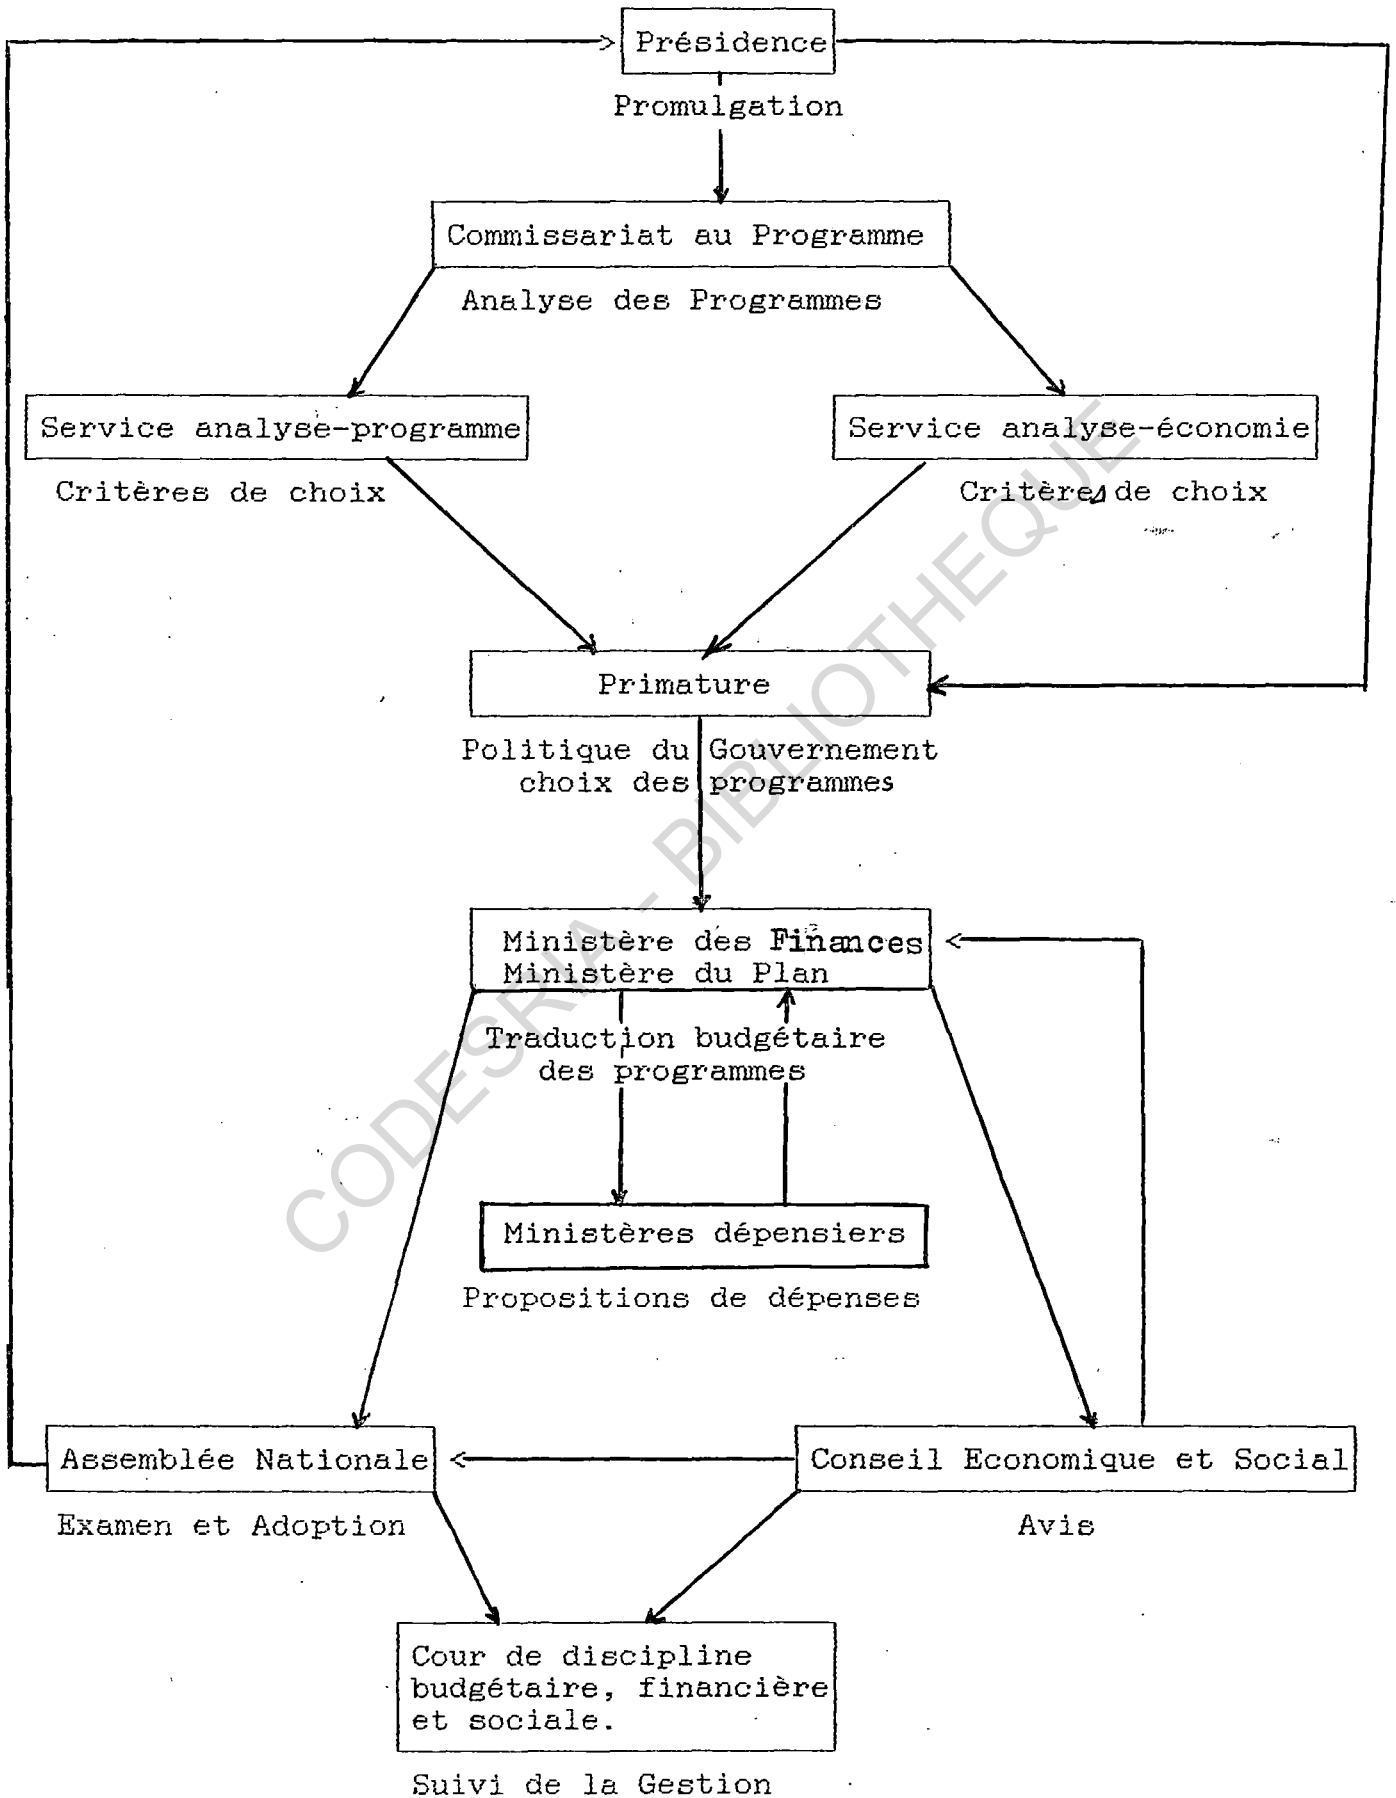 Présidence
Promulgation
Commissariat au Programme
Analyse des Programmes
Service analyse-programme
Service analyse-économie
Critères de choix
Critères de choix
Primature
Politique du Gouvernement
choix des programmes
Ministère des Finances
Ministère du Plan
Traduction budgétaire
des programmes
Ministères dépensiers
Propositions de dépenses
Assemblée Nationale
Conseil Economique et Social
Examen et Adoption
Avis
Cour de discipline
budgétaire, financière
et sociale.
Suivi de la Gestion
CODESRIA - BIBLIOTHEQUE